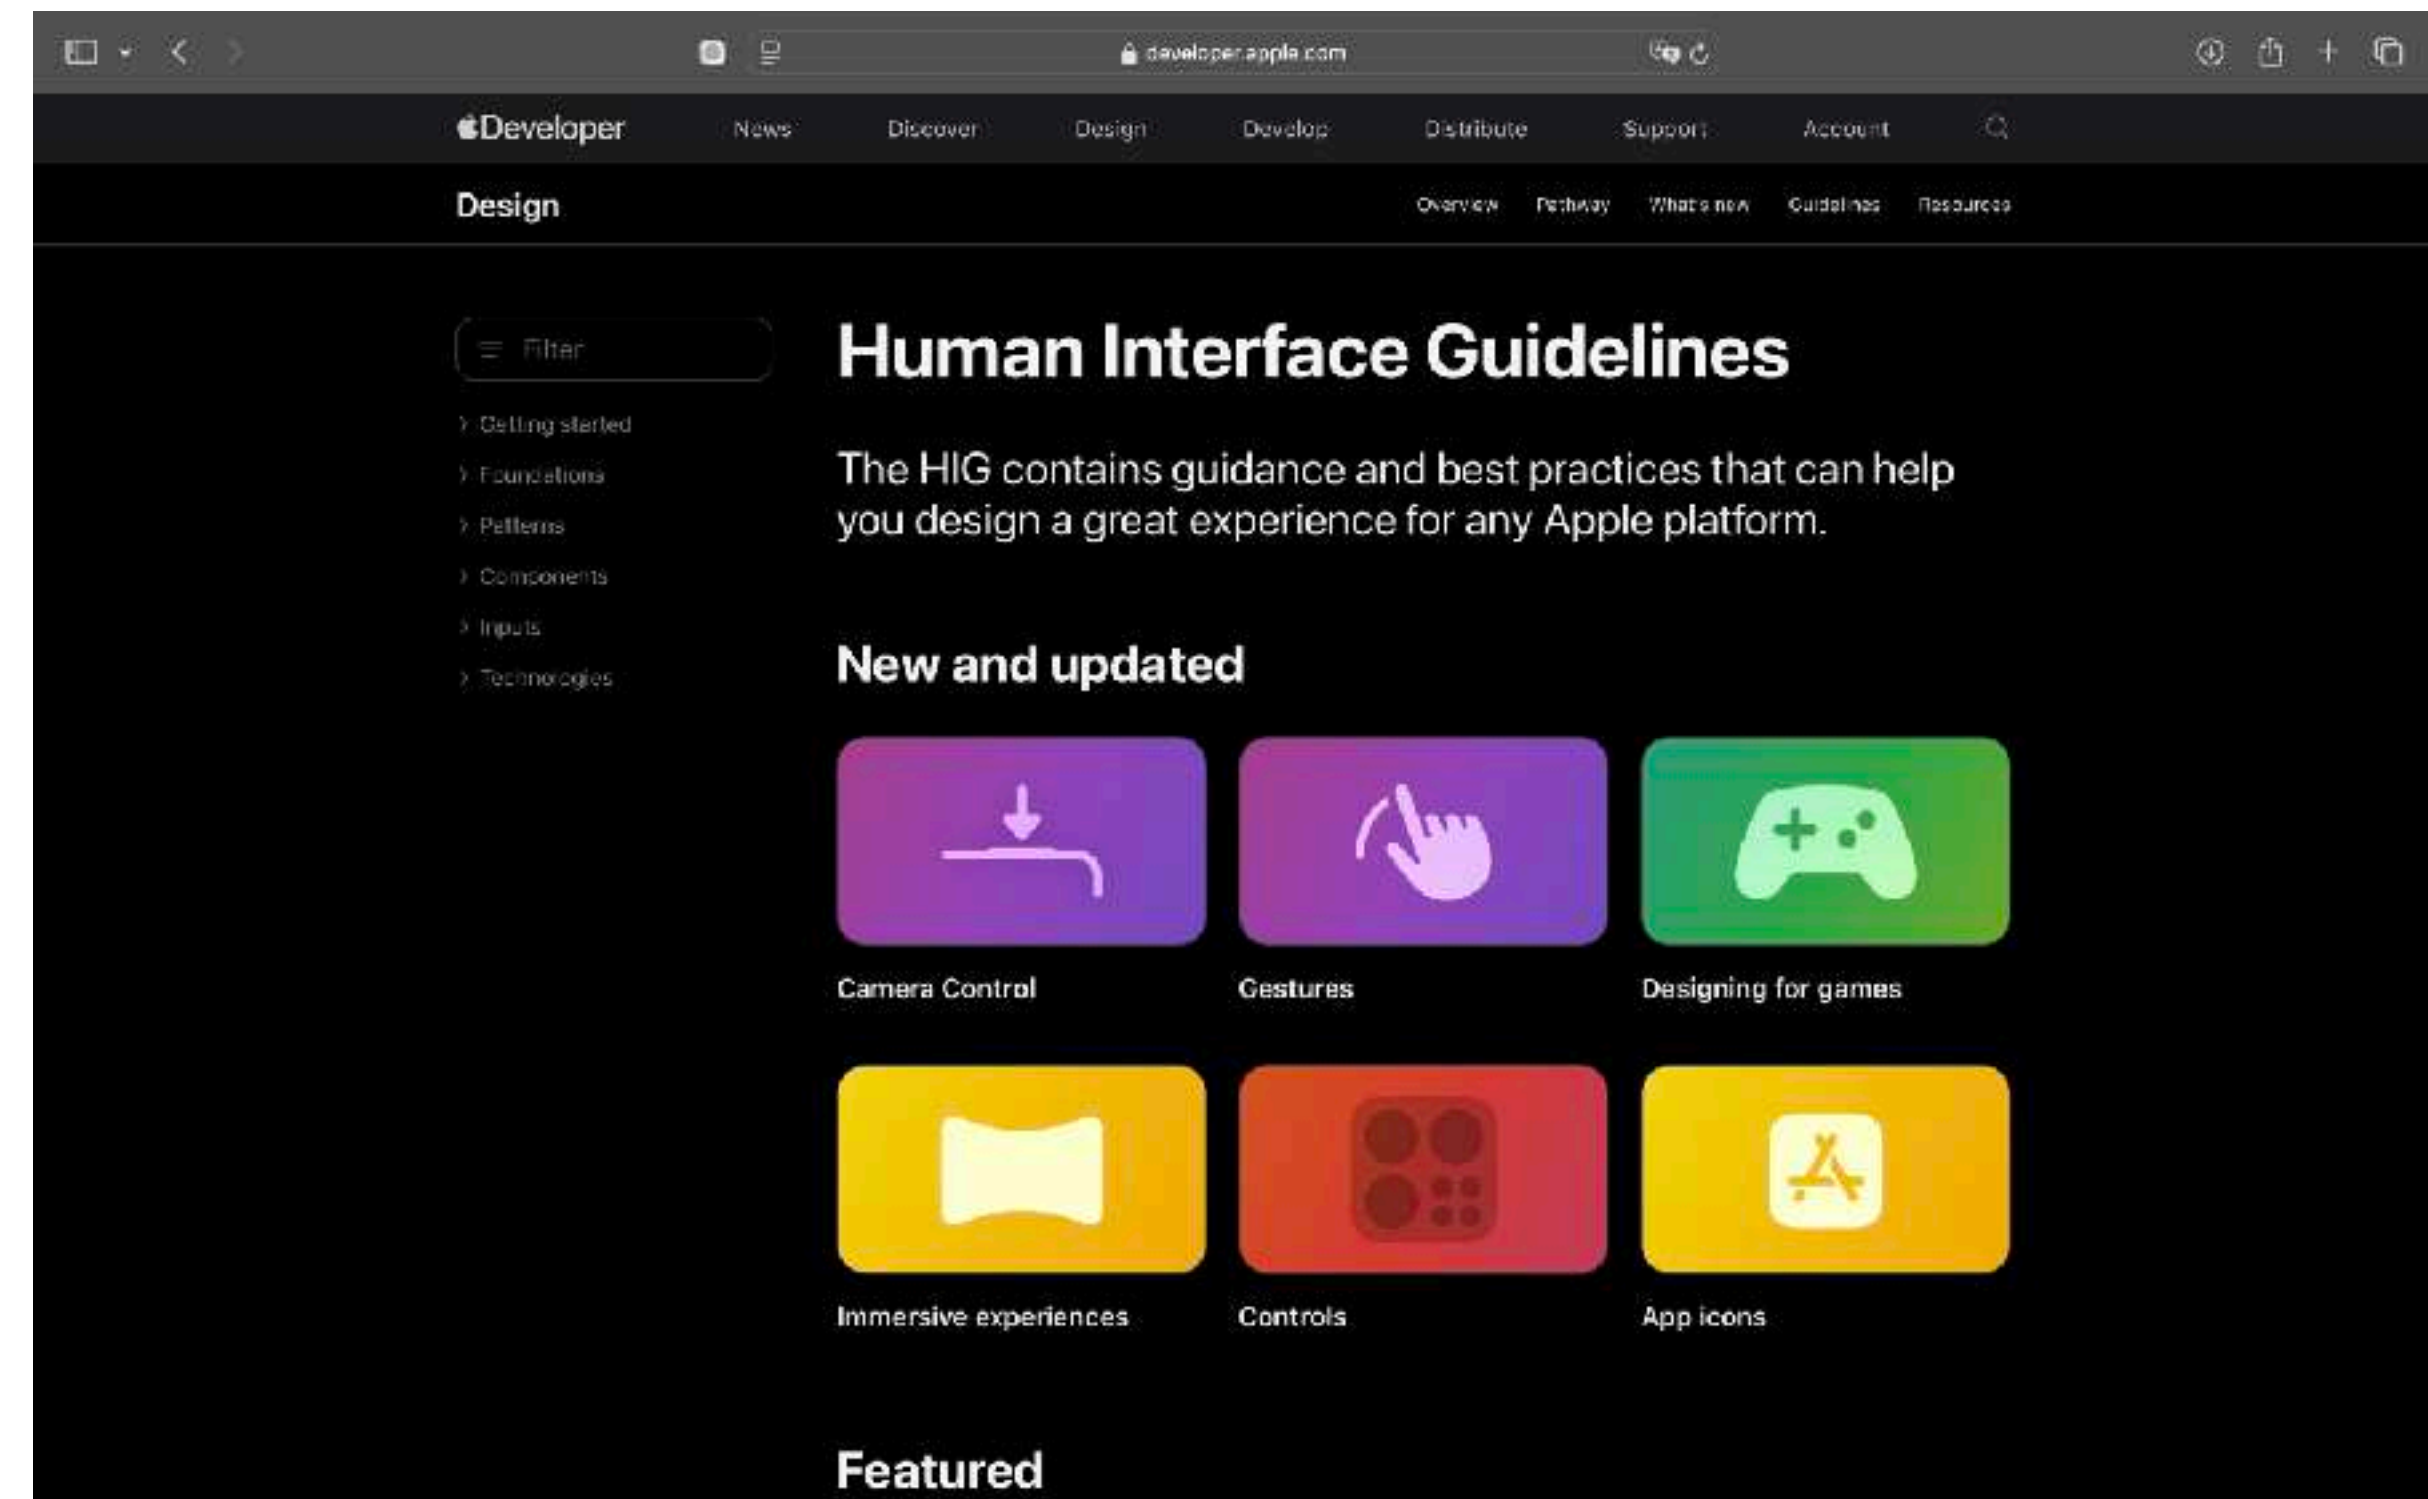 developer.apple.com
Developer
News
Discover
Design
Develop
Distribute
Support
Account
Design
Overview
Pathway
What's new
Guidelines
Resources
Filter
Getting started
Foundations
Patterns
Components
Inputs
Technologies
Human Interface Guidelines
The HIG contains guidance and best practices that can help
you design a great experience for any Apple platform.
New and updated
Camera Control
Gestures
Designing for games
Immersive experiences
Controls
App icons
Featured